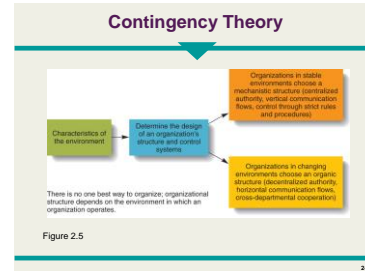 Contingency Theory
Organizations in stable
environments choose a
mechanistic structure (centralized
authority, vertical communication
flows, control through strict rules
and procedures)
Characteristics of
the environment
Determine the design
of an organization's
structure and control
systems
Organizations in changing
environments choose an organic
structure (decentralized authority,
horizontal communication flows,
cross-departmental cooperation)
There is no one best way to organize; organizational
structure depends on the environment in which an
organization operates.
Figure 2.5